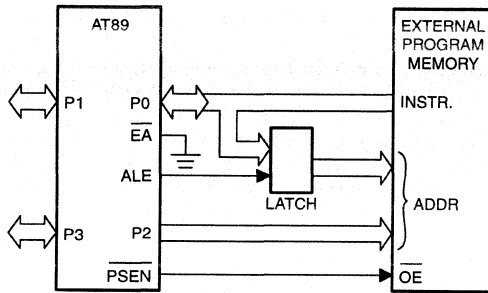 AT89
P1
P0
EA
ALE
P3
P2
PSEN
LATCH
EXTERNAL
PROGRAM
MEMORY
INSTR.
ADDR
OE